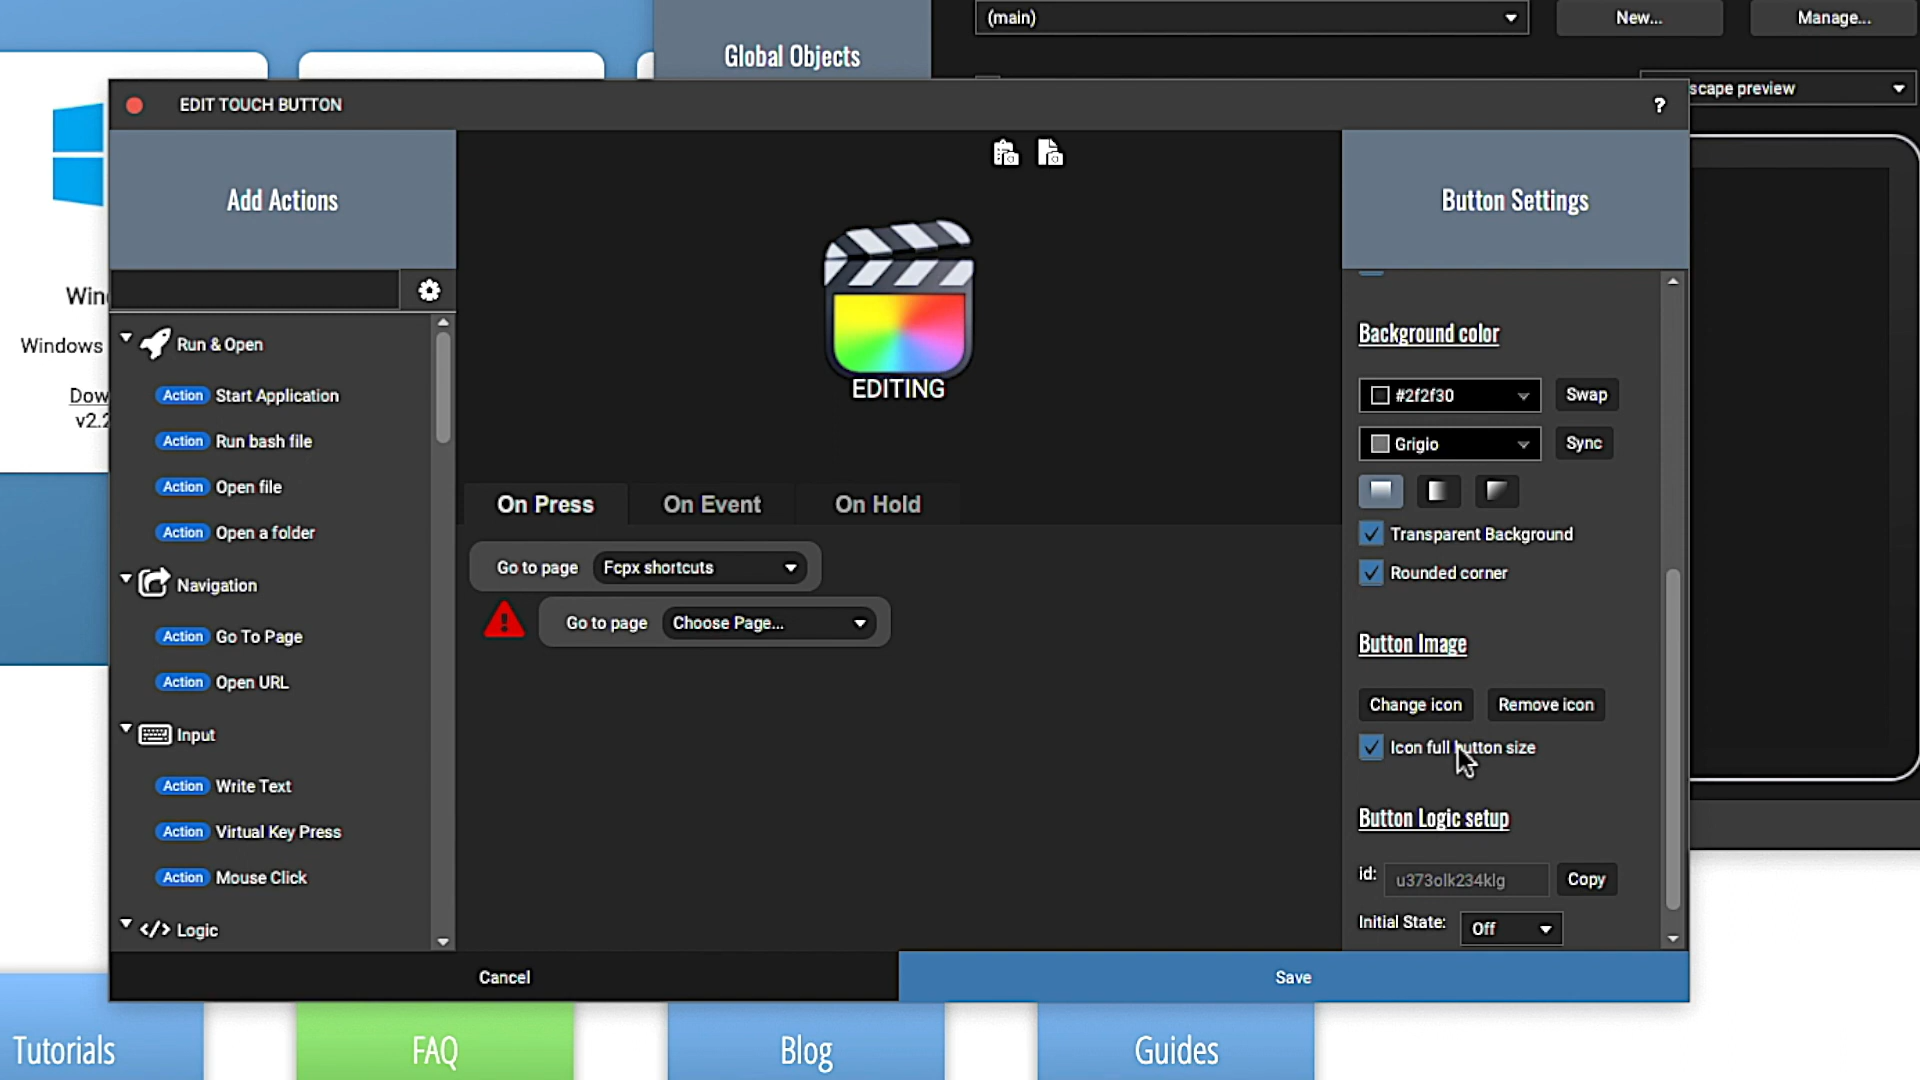 (main)
New...
Manage...
Global Objects
scape preview
EDIT TOUCH BUTTON
?
Add Actions
Button Settings
Win
Windows
Dow
v2.2
Run & Open
Action Start Application
Action Run bash file
Action Open file
Action Open a folder
Navigation
Action Go To Page
Action Open URL
Input
Action Write Text
Action Virtual Key Press
Action Mouse Click
</> Logic
EDITING
On Press
On Event
On Hold
Go to page Fcpx shortcuts
Go to page Choose Page...
Background color
#2f2f30
Swap
Grigio
Sync
Transparent Background
Rounded corner
Button Image
Change icon
Remove icon
Icon full button size
Button Logic setup
id: u373olk234klg Copy
Initial State: Off
Cancel
Save
Tutorials
FAQ
Blog
Guides